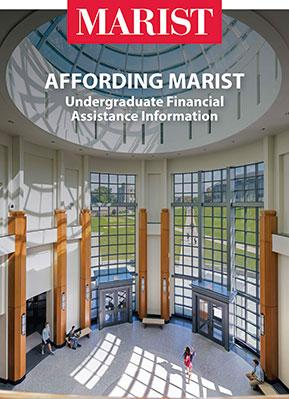 MARIST
AFFORDING MARIST
Undergraduate Financial
Assistance Information